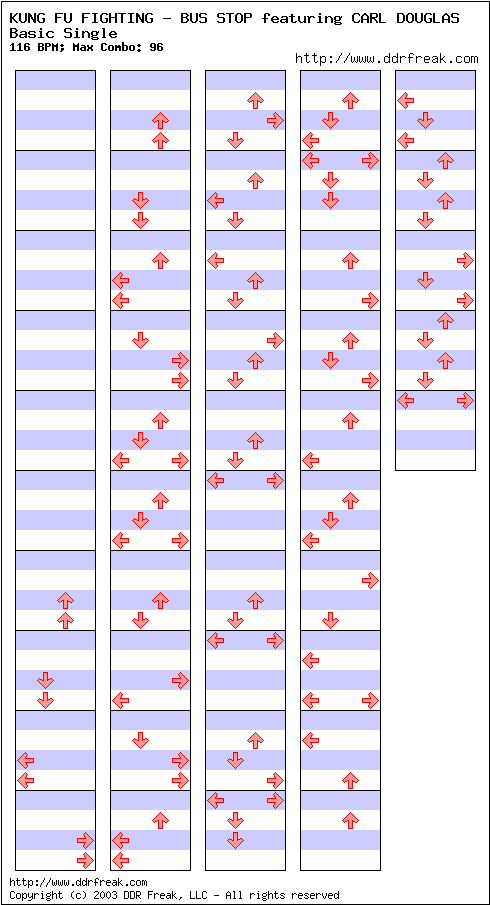 KUNG FU FIGHTING - BUS STOP featuring CARL DOUGLAS
Basic Single
116 BPM; Max Combo: 96
http://www.ddrfreak.com
http://www.ddrfreak.com
Copyright (c) 2003 DDR Freak, LLC - All rights reserved